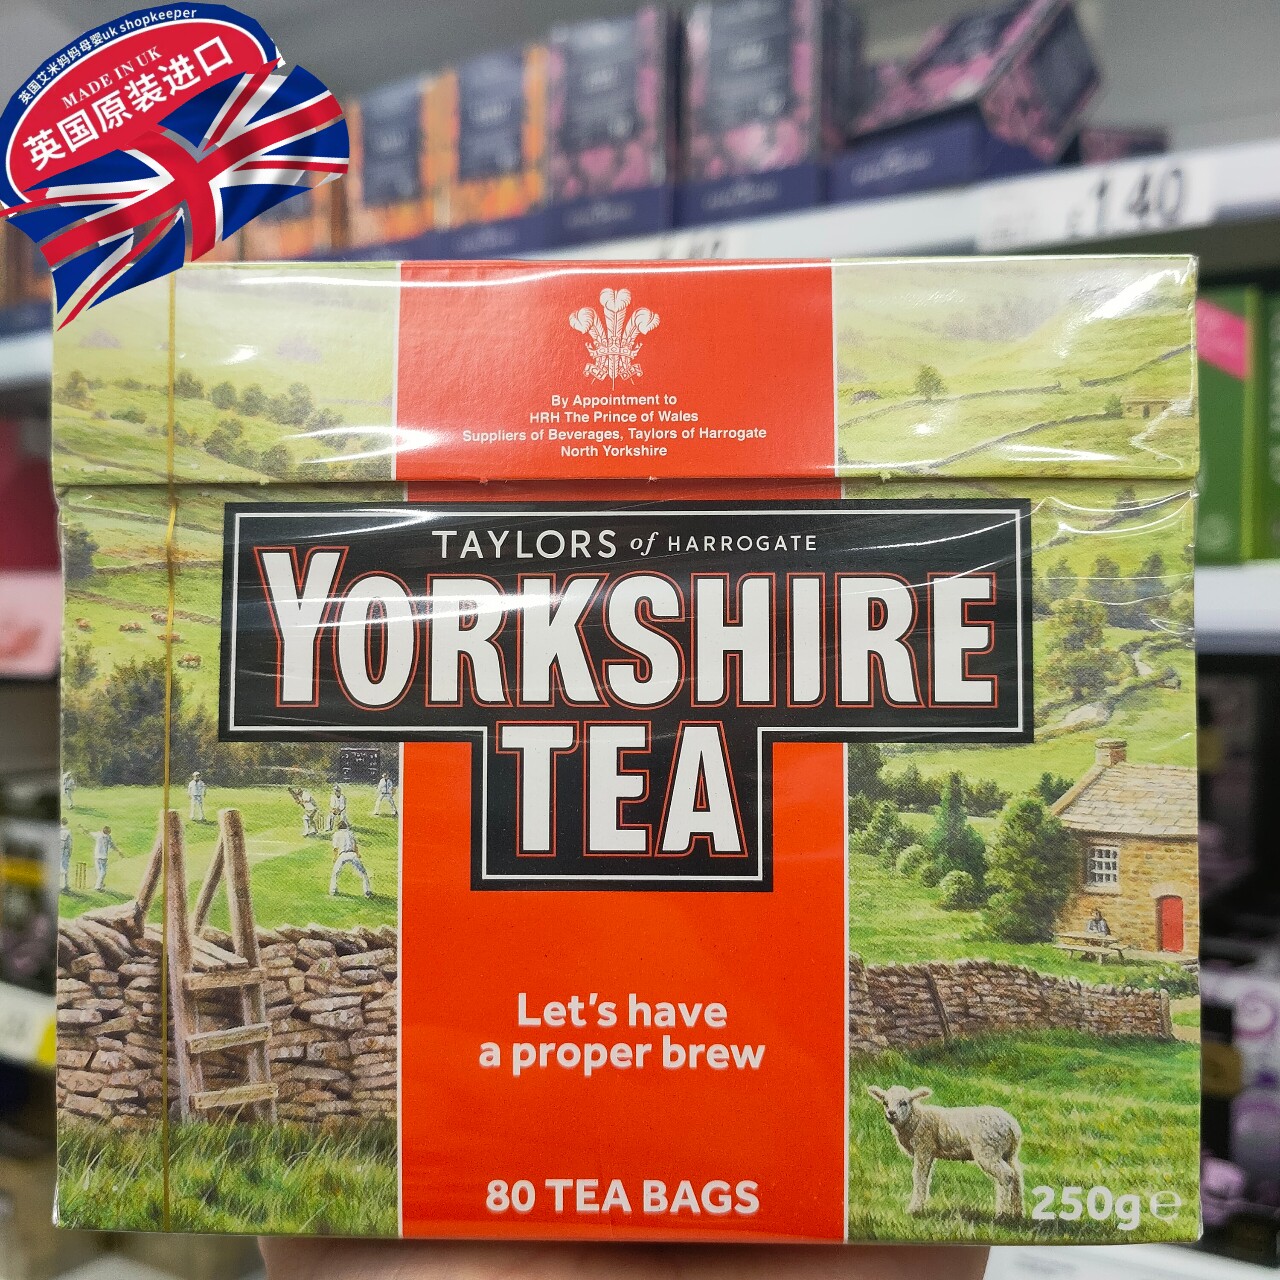 英国艾米妈妈母婴uk shopkeeper
MADE IN UK
英国原装进口
£1.40
By Appointment to
HRH The Prince of Wales
Suppliers of Beverages, Taylors of Harrogate
North Yorkshire
TAYLORS of HARROGATE
YORKSHIRE
TEA
Let's have
a proper brew
80 TEA BAGS
250g℮